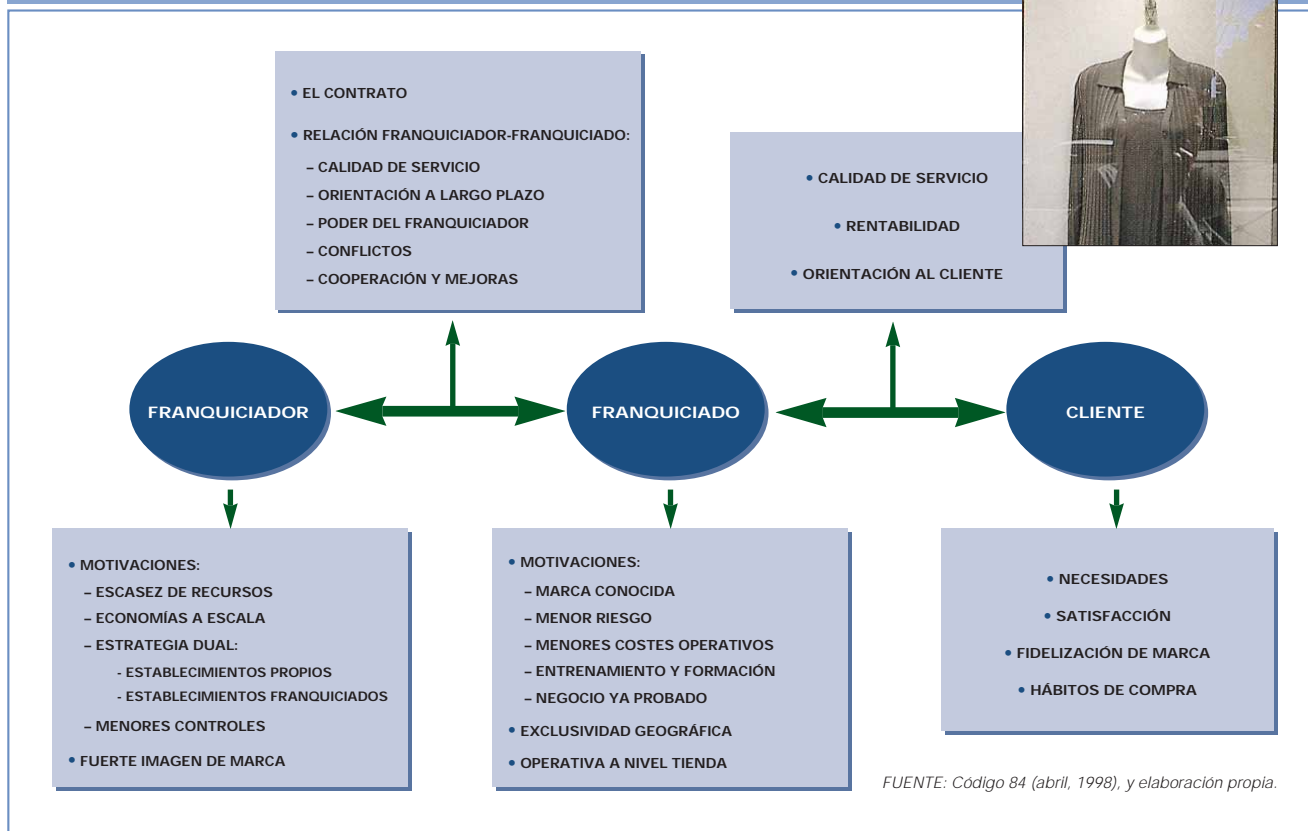 • EL CONTRATO
• RELACIÓN FRANQUICIADOR-FRANQUICIADO:
– CALIDAD DE SERVICIO
– ORIENTACIÓN A LARGO PLAZO
– PODER DEL FRANQUICIADOR
– CONFLICTOS
– COOPERACIÓN Y MEJORAS
• CALIDAD DE SERVICIO
• RENTABILIDAD
• ORIENTACIÓN AL CLIENTE
FRANQUICIADOR
FRANQUICIADO
CLIENTE
• MOTIVACIONES:
– ESCASEZ DE RECURSOS
– ECONOMÍAS A ESCALA
– ESTRATEGIA DUAL:
- ESTABLECIMIENTOS PROPIOS
- ESTABLECIMIENTOS FRANQUICIADOS
– MENORES CONTROLES
• FUERTE IMAGEN DE MARCA
• MOTIVACIONES:
– MARCA CONOCIDA
– MENOR RIESGO
– MENORES COSTES OPERATIVOS
– ENTRENAMIENTO Y FORMACIÓN
– NEGOCIO YA PROBADO
• EXCLUSIVIDAD GEOGRÁFICA
• OPERATIVA A NIVEL TIENDA
• NECESIDADES
• SATISFACCIÓN
• FIDELIZACIÓN DE MARCA
• HÁBITOS DE COMPRA
FUENTE: Código 84 (abril, 1998), y elaboración propia.